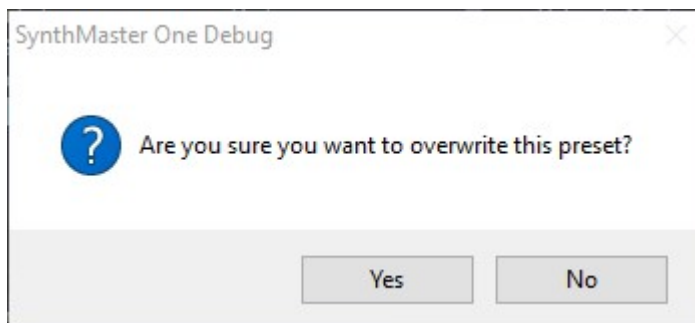 SynthMaster One Debug
Are you sure you want to overwrite this preset?
Yes No